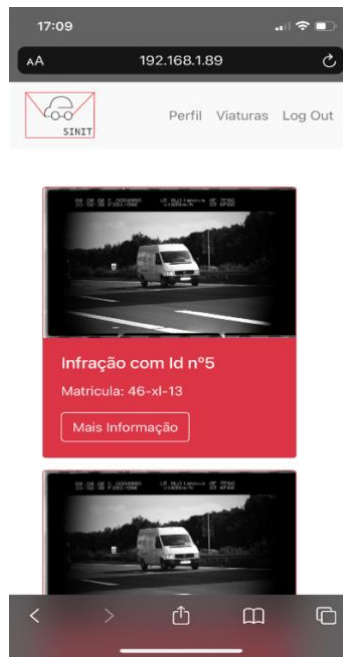 17:09
AA 192.168.1.89
SINIT
Perfil Viaturas Log Out
Infração com Id nº5
Matricula: 46-xl-13
Mais Informação